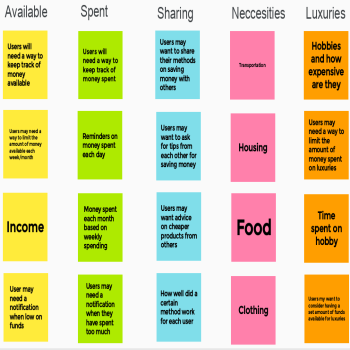 Available
Spent
Sharing
Neccesities
Luxuries
Users will
need a way to
keep track of
money
available
Users will
need a way to
keep track of
money spent
Users may
want to share
their methods
on saving
money with
others
Transportation
Hobbies
and how
expensive
are they
Users may need a
way to limit the
amount of money
available each
week/month
Reminders on
money spent
each day
Users may
want to ask
for tips from
each other for
saving money
Housing
Users may
need a way to
limit the
amount of
money spent
on luxuries
Income
Money spent
each month
based on
weekly
spending
Users may
want advice
on cheaper
products from
others
Food
Time
spent on
hobby
User may
need a
notification
when low on
funds
Users may
need a
notification
when they
have spent
too much
How well did a
certain
method work
for each user
Clothing
Users my want to
consider having a
set amount of funds
available for luxuries